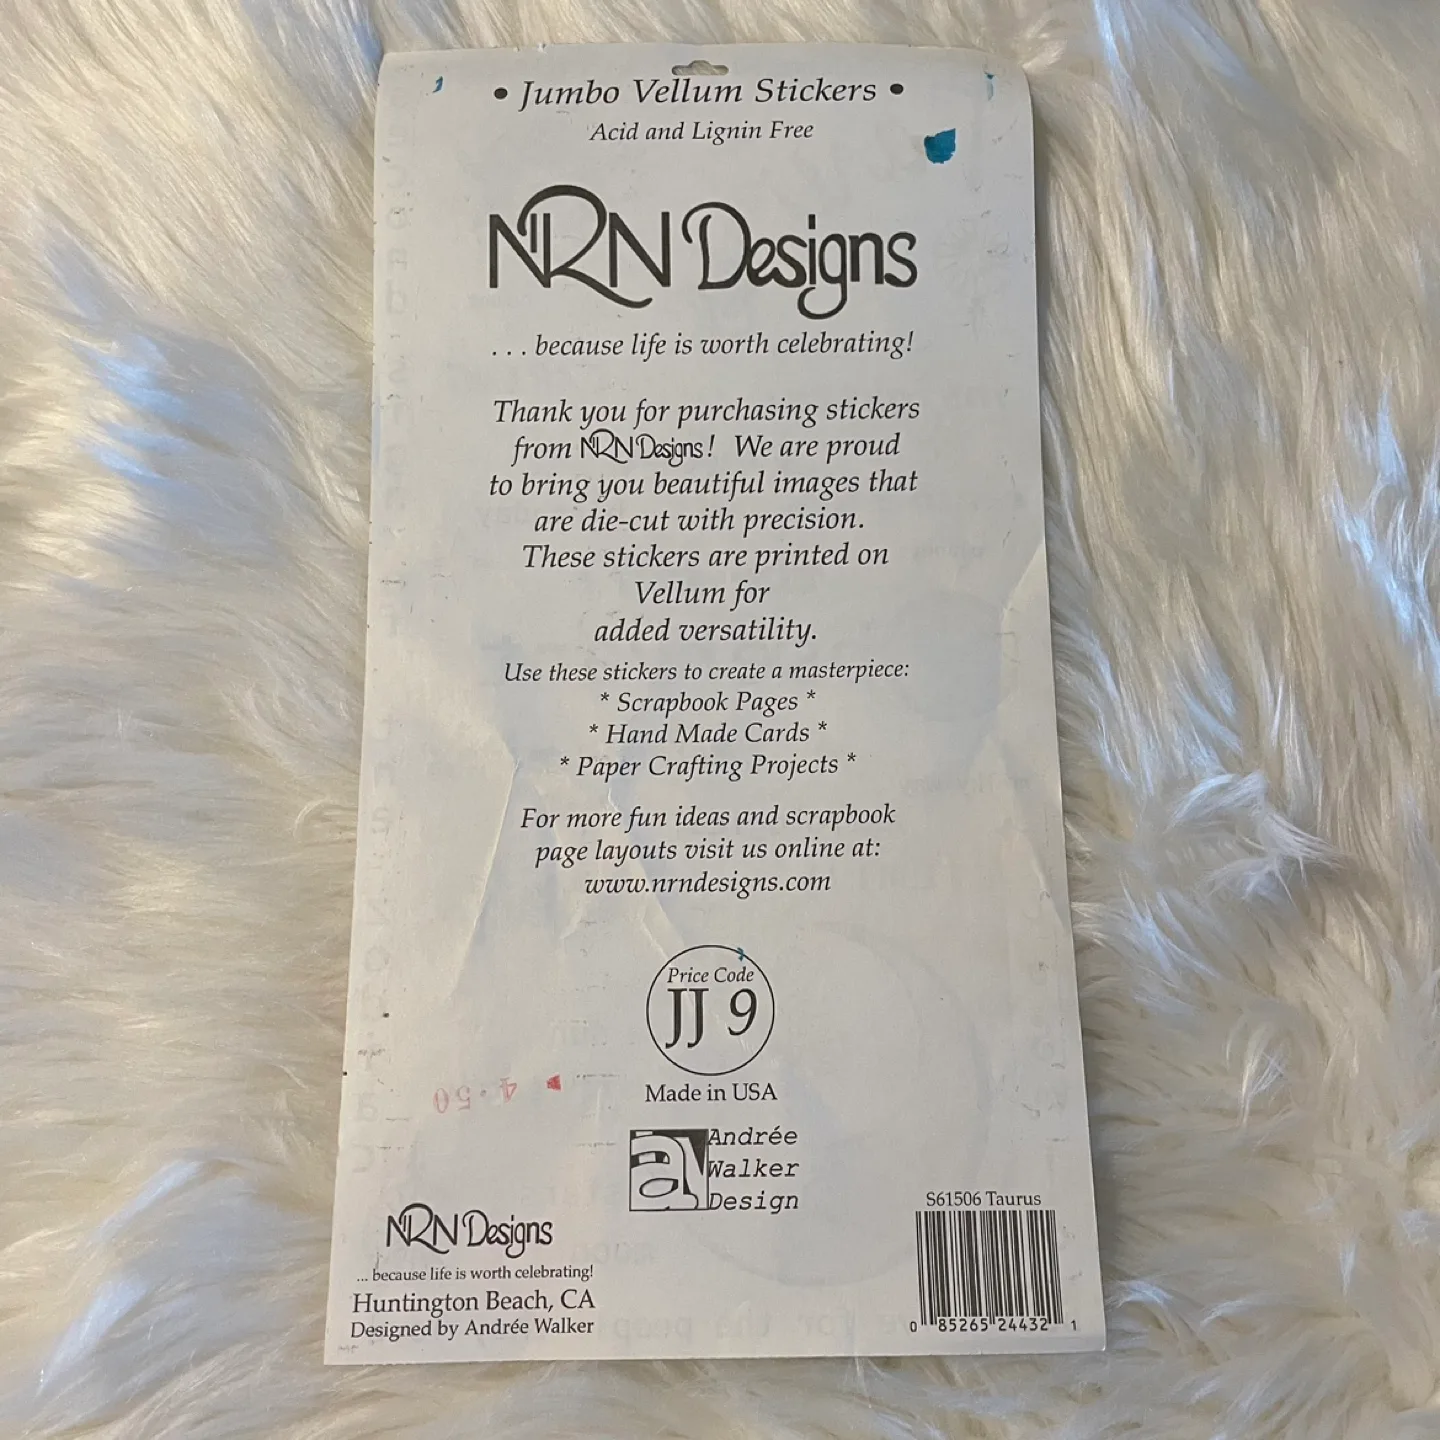 • Jumbo Vellum Stickers •
Acid and Lignin Free
NRN Designs
. . . because life is worth celebrating!
Thank you for purchasing stickers
from NRN Designs! We are proud
to bring you beautiful images that
are die-cut with precision.
These stickers are printed on
Vellum for
added versatility.
Use these stickers to create a masterpiece:
* Scrapbook Pages *
* Hand Made Cards *
* Paper Crafting Projects *
For more fun ideas and scrapbook
page layouts visit us online at:
www.nrndesigns.com
Price Code
JJ 9
4.50
Made in USA
Andrée
Walker
Design
NRN Designs
... because life is worth celebrating!
Huntington Beach, CA
Designed by Andrée Walker
S61506 Taurus
0 85265 24432 1